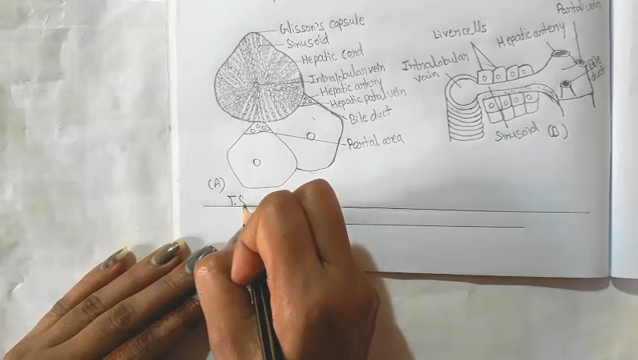 Glisson's capsule
Sinusoid
Hepatic cord
Intralobular vein
Hepatic artery
Hepatic portal vein
Bile duct
Portal area
(A)
T.S
Liver cells
Hepatic artery
Portal vein
Intralobular
vein
Bile
duct
Sinusoid (B)